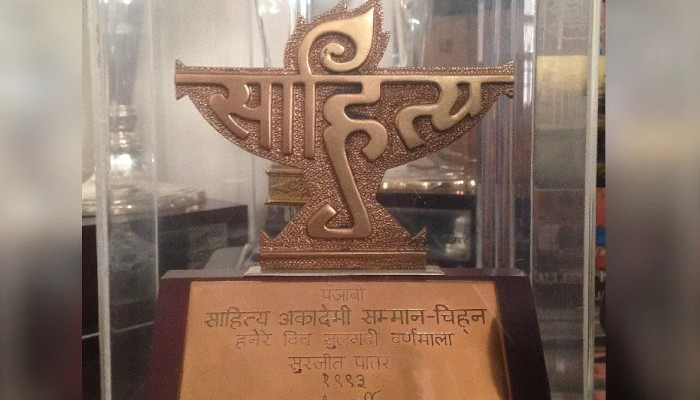 साहित्य
पंजाबी
साहित्य अकादेमी सम्मान-चिह्न
हनेरे विच सुलगदी वर्णमाला
सुरजीत पातर
१९९३